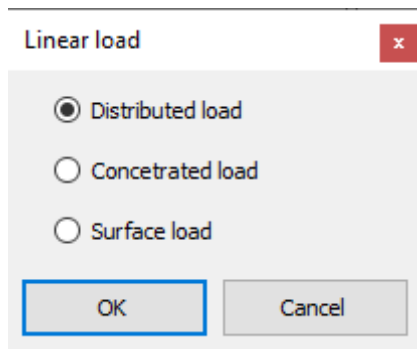 Linear load
x
Distributed load
Concetrated load
Surface load
OK
Cancel